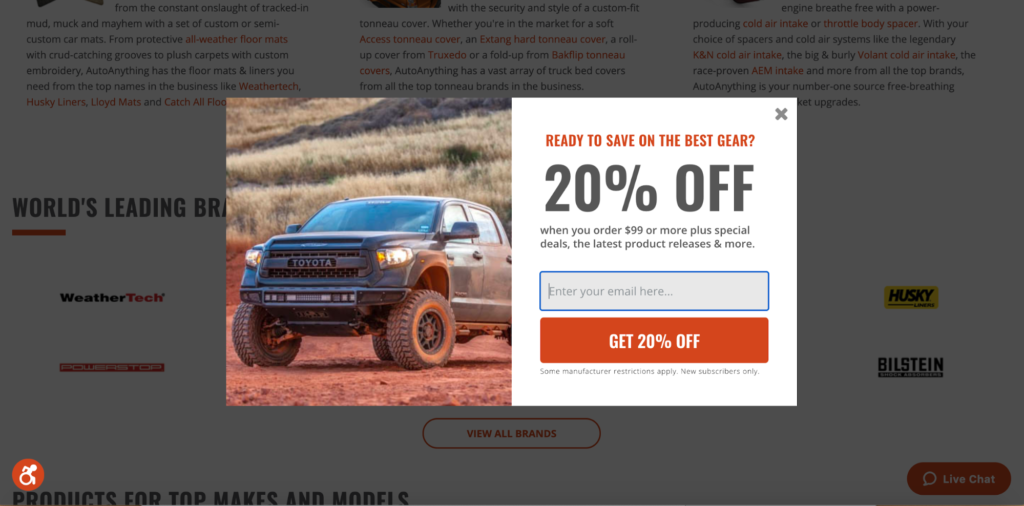 from the constant onslaught of tracked-in
mud, muck and mayhem with a set of custom or semi-
custom car mats. From protective all-weather floor mats
with crud-catching grooves to plush carpets with custom
embroidery, AutoAnything has the floor mats & liners you
need from the top names in the business like Weathertech,
Husky Liners, Lloyd Mats and Catch All
with the security and style of a custom-fit
tonneau cover. Whether you're in the market for a soft
Access tonneau cover, an Extang hard tonneau cover, a roll-
up cover from Truxedo or a fold-up from Bakflip tonneau
covers, AutoAnything has a vast array of truck bed covers
from all the top tonneau brands in the business.
engine breathe free with a power-
producing cold air intake or throttle body spacer. With your
choice of spacers and cold air systems like the legendary
K&N cold air intake, the big & burly Volant cold air intake, the
race-proven AEM intake and more from all the top brands,
AutoAnything is your number-one source free-breathing
upgrades.
WORLD'S LEADING
WeatherTech
POWERSTOP
TOYOTA
READY TO SAVE ON THE BEST GEAR?
20% OFF
when you order $99 or more plus special
deals, the latest product releases & more.
Enter your email here...
GET 20% OFF
Some manufacturer restrictions apply. New subscribers only.
HUSKY
LINERS
BILSTEIN
SHOCK ABSORBERS
VIEW ALL BRANDS
PRODUCTS FOR TOP MAKES AND MODELS
Live Chat